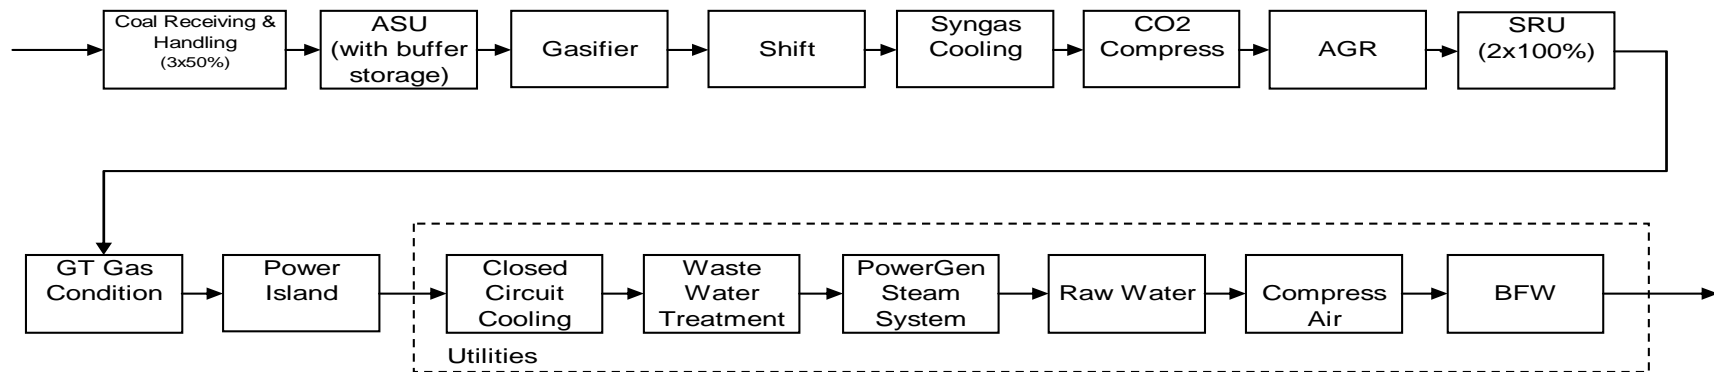 Coal Receiving &
Handling
(3x50%)
ASU
(with buffer
storage)
Gasifier
Shift
Syngas
Cooling
CO2
Compress
AGR
SRU
(2x100%)
GT Gas
Condition
Power
Island
Closed
Circuit
Cooling
Waste
Water
Treatment
PowerGen
Steam
System
Raw Water
Compress
Air
BFW
Utilities